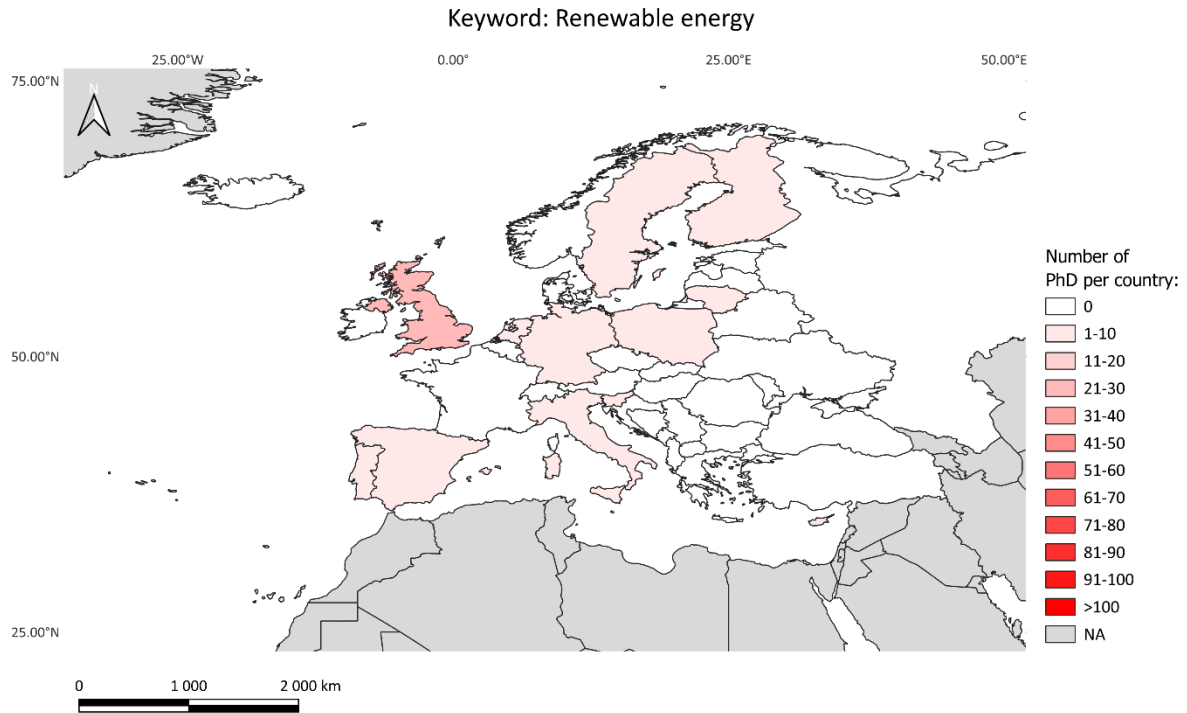 Keyword: Renewable energy
25.00°W 0.00° 25.00°E 50.00°E
75.00°N
N
50.00°N
25.00°N
Number of
PhD per country:
0
1-10
11-20
21-30
31-40
41-50
51-60
61-70
71-80
81-90
91-100
>100
NA
0 1 000 2 000 km